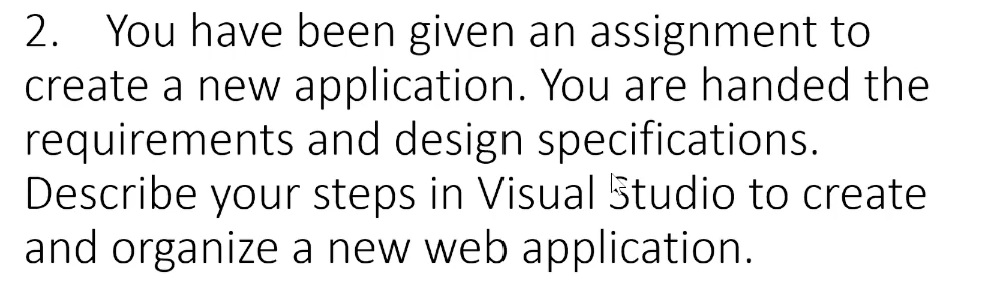 2. You have been given an assignment to
create a new application. You are handed the
requirements and design specifications.
Describe your steps in Visual Studio to create
and organize a new web application.